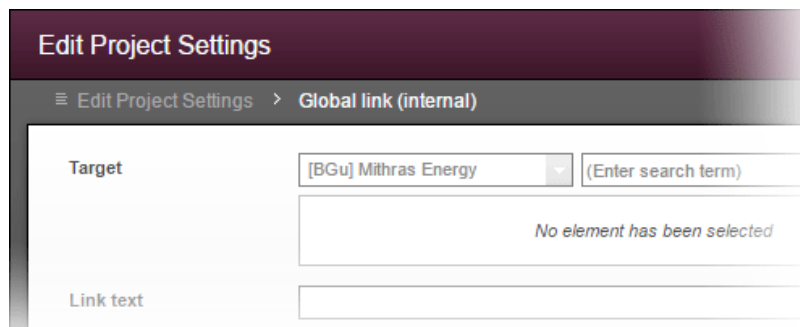 Edit Project Settings
Edit Project Settings > Global link (internal)
Target [BGu] Mithras Energy (Enter search term)
No element has been selected
Link text